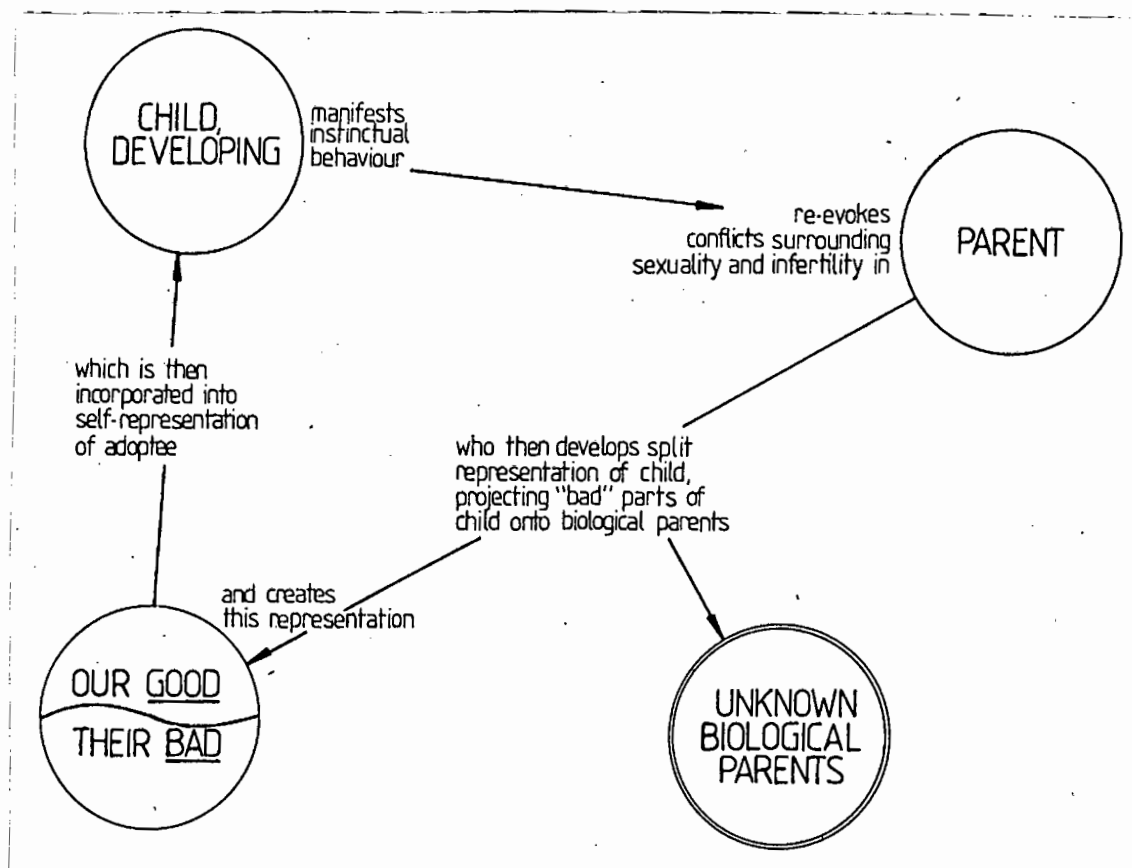 CHILD,
DEVELOPING
manifests
instinctual
behaviour
re-evokes
conflicts surrounding
sexuality and infertility in
PARENT
who then develops split
representation of child,
projecting "bad" parts of
child onto biological parents
and creates
this representation
OUR GOOD
THEIR BAD
which is then
incorporated into
self-representation
of adoptee
UNKNOWN
BIOLOGICAL
PARENTS